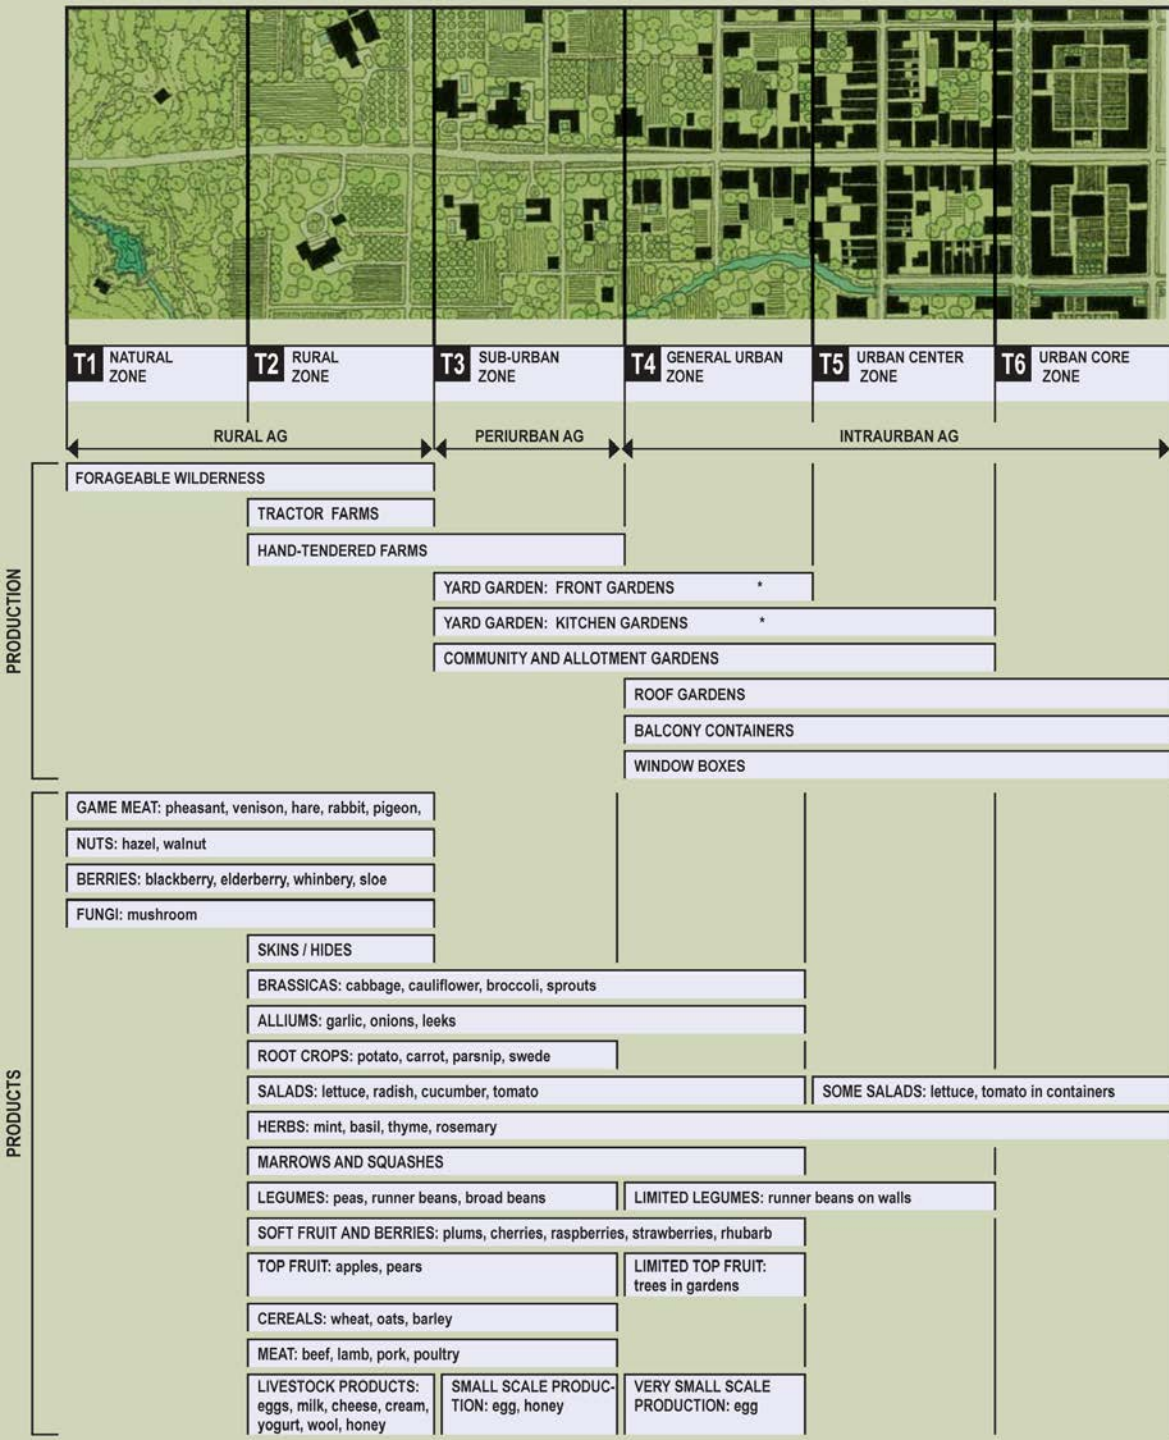 T1 NATURAL ZONE
T2 RURAL ZONE
T3 SUB-URBAN ZONE
T4 GENERAL URBAN ZONE
T5 URBAN CENTER ZONE
T6 URBAN CORE ZONE
RURAL AG
PERIURBAN AG
INTRAURBAN AG
PRODUCTION
FORAGEABLE WILDERNESS
TRACTOR FARMS
HAND-TENDERED FARMS
YARD GARDEN: FRONT GARDENS *
YARD GARDEN: KITCHEN GARDENS *
COMMUNITY AND ALLOTMENT GARDENS
ROOF GARDENS
BALCONY CONTAINERS
WINDOW BOXES
PRODUCTS
GAME MEAT: pheasant, venison, hare, rabbit, pigeon,
NUTS: hazel, walnut
BERRIES: blackberry, elderberry, whinbery, sloe
FUNGI: mushroom
SKINS / HIDES
BRASSICAS: cabbage, cauliflower, broccoli, sprouts
ALLIUMS: garlic, onions, leeks
ROOT CROPS: potato, carrot, parsnip, swede
SALADS: lettuce, radish, cucumber, tomato
SOME SALADS: lettuce, tomato in containers
HERBS: mint, basil, thyme, rosemary
MARROWS AND SQUASHES
LEGUMES: peas, runner beans, broad beans
LIMITED LEGUMES: runner beans on walls
SOFT FRUIT AND BERRIES: plums, cherries, raspberries, strawberries, rhubarb
TOP FRUIT: apples, pears
LIMITED TOP FRUIT:
trees in gardens
CEREALS: wheat, oats, barley
MEAT: beef, lamb, pork, poultry
LIVESTOCK PRODUCTS:
eggs, milk, cheese, cream,
yogurt, wool, honey
SMALL SCALE PRODUC-
TION: egg, honey
VERY SMALL SCALE
PRODUCTION: egg